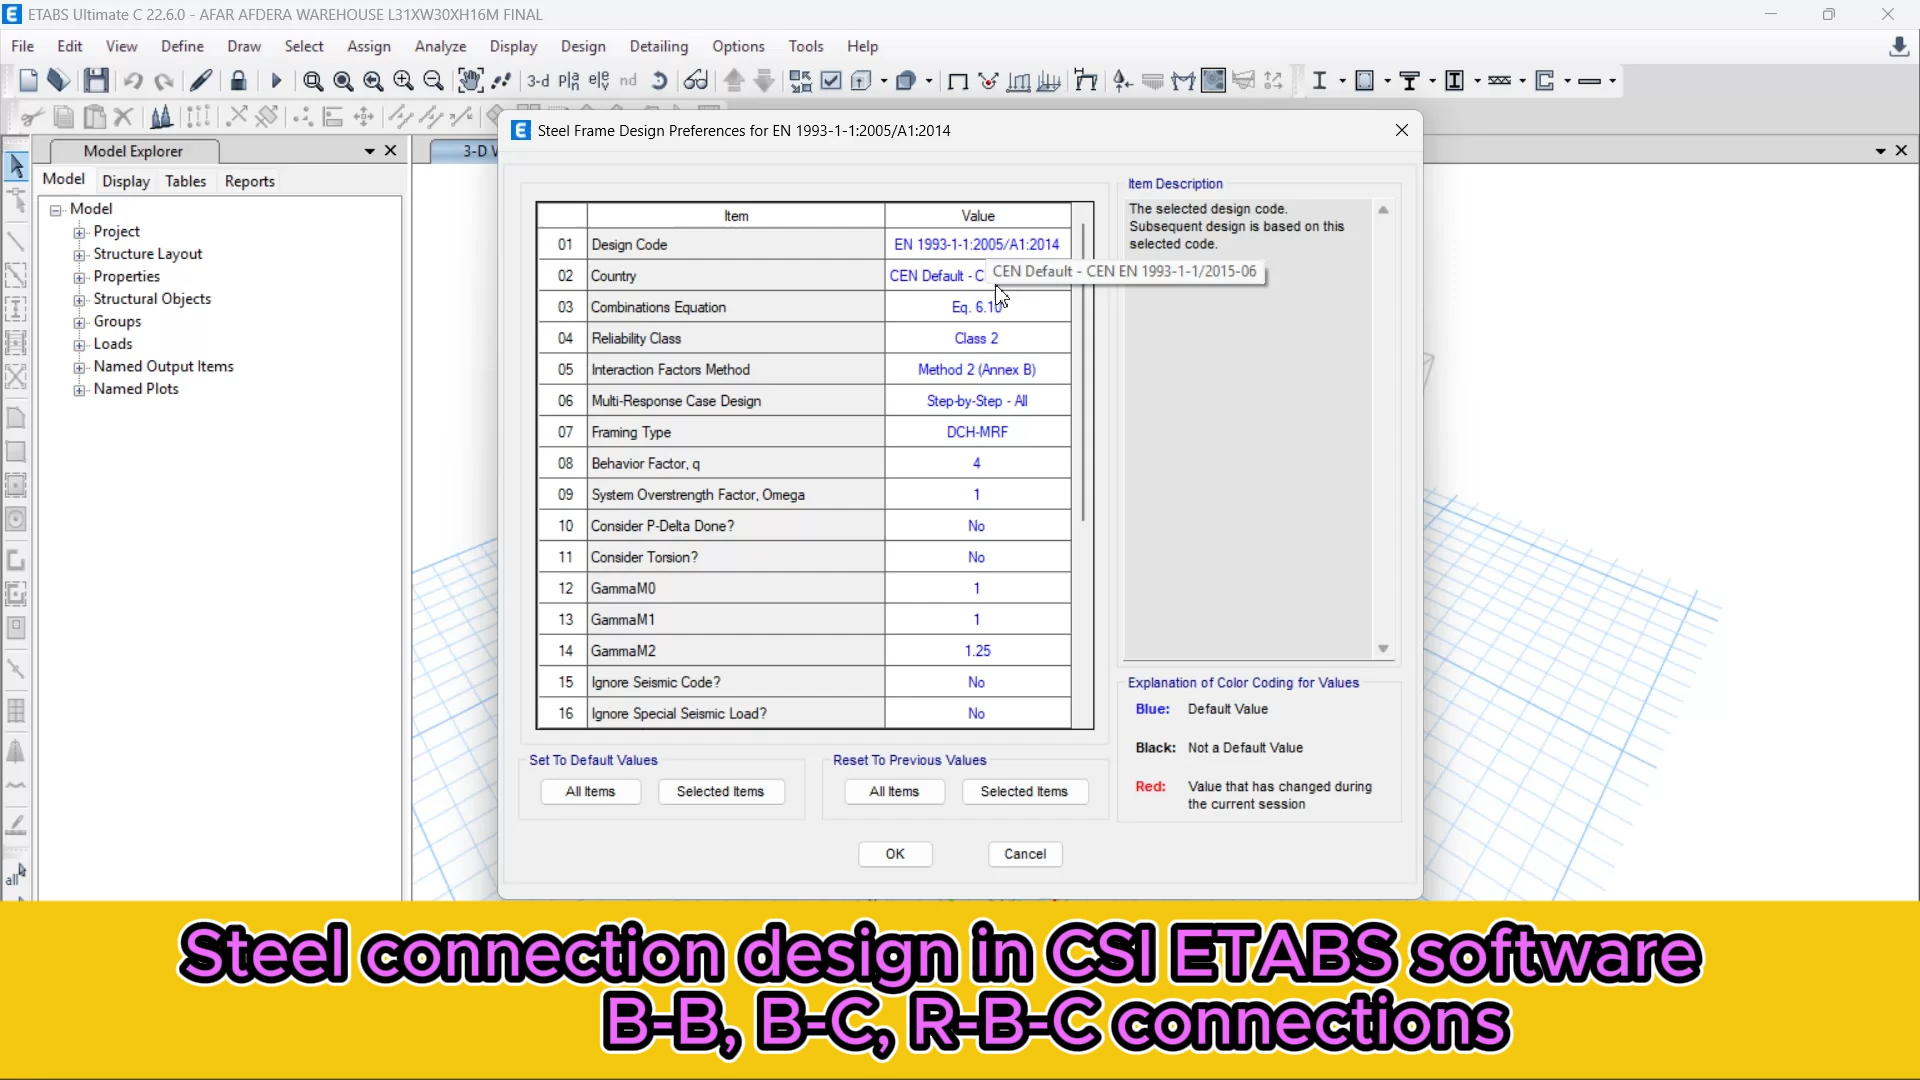 ETABS Ultimate C 22.6.0 - AFAR AFDERA WAREHOUSE L31XW30XH16M FINAL
File Edit View Define Draw Select Assign Analyze Display Design Detailing Options Tools Help
3-d nd
Model Explorer
3-D V
Model Display Tables Reports
Model
Project
Structure Layout
Properties
Structural Objects
Groups
Loads
Named Output Items
Named Plots
all
Steel Frame Design Preferences for EN 1993-1-1:2005/A1:2014
Item Value
01 Design Code EN 1993-1-1:2005/A1:2014
02 Country CEN Default - C
03 Combinations Equation Eq. 6.10
04 Reliability Class Class 2
05 Interaction Factors Method Method 2 (Annex B)
06 Multi-Response Case Design Step-by-Step - All
07 Framing Type DCH-MRF
08 Behavior Factor, q 4
09 System Overstrength Factor, Omega 1
10 Consider P-Delta Done? No
11 Consider Torsion? No
12 GammaM0 1
13 GammaM1 1
14 GammaM2 1.25
15 Ignore Seismic Code? No
16 Ignore Special Seismic Load? No
CEN Default - CEN EN 1993-1-1/2015-06
Item Description
The selected design code.
Subsequent design is based on this
selected code.
Set To Default Values
All Items Selected Items
Reset To Previous Values
All Items Selected Items
Explanation of Color Coding for Values
Blue: Default Value
Black: Not a Default Value
Red: Value that has changed during
the current session
OK Cancel
Steel connection design in CSI ETABS software
B-B, B-C, R-B-C connections